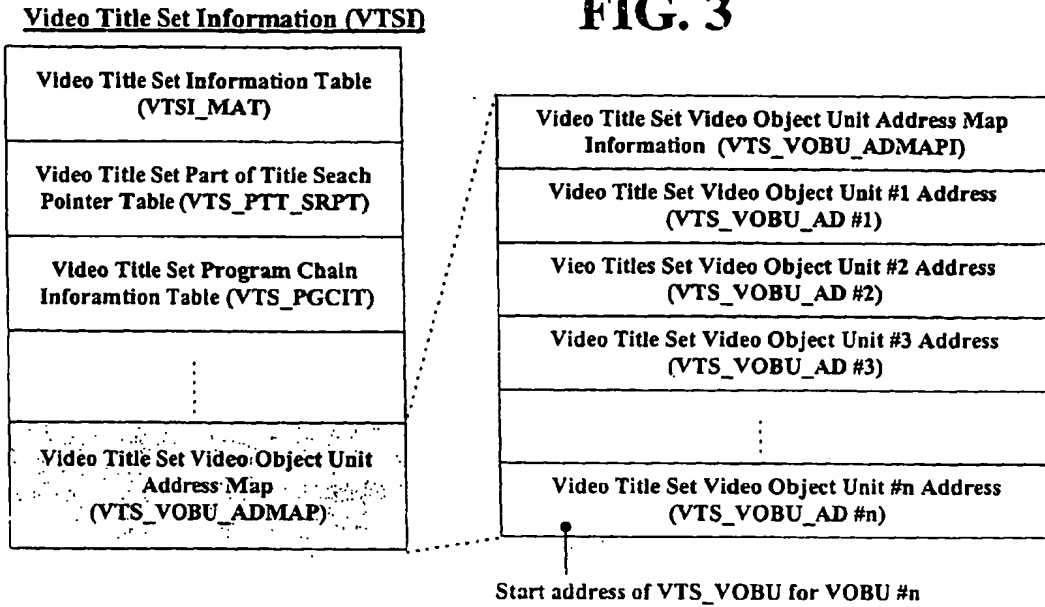 Video Title Set Information (VTSI)
FIG. 3
Video Title Set Information Table
(VTSI_MAT)
Video Title Set Part of Title Seach
Pointer Table (VTS_PTT_SRPT)
Video Title Set Program Chain
Inforamtion Table (VTS_PGCIT)
Video Title Set Video Object Unit
Address Map
(VTS_VOBU_ADMAP)
Video Title Set Video Object Unit Address Map
Information (VTS_VOBU_ADMAPI)
Video Title Set Video Object Unit #1 Address
(VTS_VOBU_AD #1)
Vieo Titles Set Video Object Unit #2 Address
(VTS_VOBU_AD #2)
Video Title Set Video Object Unit #3 Address
(VTS_VOBU_AD #3)
Video Title Set Video Object Unit #n Address
(VTS_VOBU_AD #n)
Start address of VTS_VOBU for VOBU #n